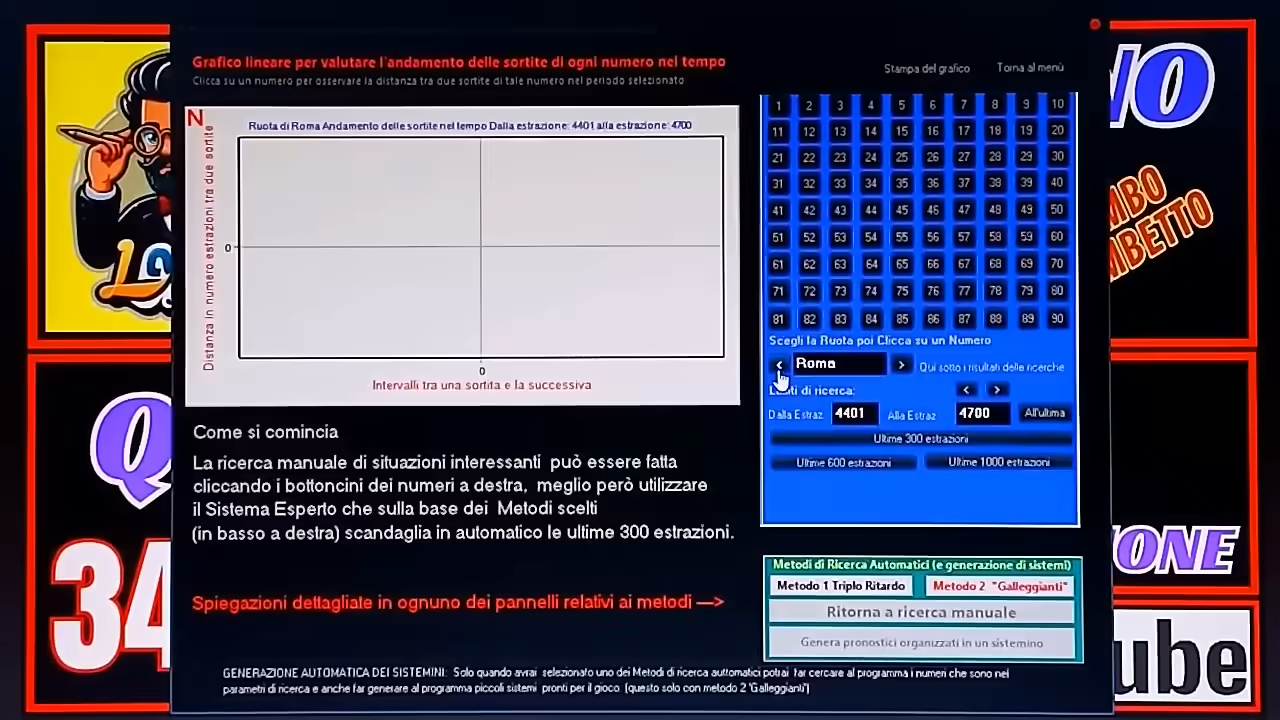 Grafico lineare per valutare l'andamento delle sortite di ogni numero nel tempo
Clicca su un numero per osservare la distanza tra due sortite di tale numero nel periodo selezionato
Stampa del grafico
Torna al menù
N
Ruota di Roma Andamento delle sortite nel tempo Dalla estrazione: 4401 alla estrazione: 4700
Distanza in numero estrazioni tra due sortite
0
0
Intervalli tra una sortita e la successiva
1 2 3 4 5 6 7 8 9 10
11 12 13 14 15 16 17 18 19 20
21 22 23 24 25 26 27 28 29 30
31 32 33 34 35 36 37 38 39 40
41 42 43 44 45 46 47 48 49 50
51 52 53 54 55 56 57 58 59 60
61 62 63 64 65 66 67 68 69 70
71 72 73 74 75 76 77 78 79 80
81 82 83 84 85 86 87 88 89 90
Scegli la Ruota poi Clicca su un Numero
< Roma > Qui sotto i risultati delle ricerche
di ricerca: < >
Dalla Estraz 4401 Alla Estraz 4700 All'ultima
Ultime 300 estrazioni
Ultime 600 estrazioni Ultime 1000 estrazioni
Come si comincia
La ricerca manuale di situazioni interessanti può essere fatta
cliccando i bottoncini dei numeri a destra, meglio però utilizzare
il Sistema Esperto che sulla base dei Metodi scelti
(in basso a destra) scandaglia in automatico le ultime 300 estrazioni.
Spiegazioni dettagliate in ognuno dei pannelli relativi ai metodi —>
Metodi di Ricerca Automatici (e generazione di sistemi)
Metodo 1 Triplo Ritardo Metodo 2 "Galleggianti"
Ritorna a ricerca manuale
Genera pronostici organizzati in un sistemino
GENERAZIONE AUTOMATICA DEI SISTEMINI: Solo quando avrai selezionato uno dei Metodi di ricerca auttomatici potrai far cercare al programma i numeri che sono nei
parametri di ricerca e anche far generare al programma piccoli sistemi pronti per il gioco (questo solo con metodo 2 "Galleggianti")
34